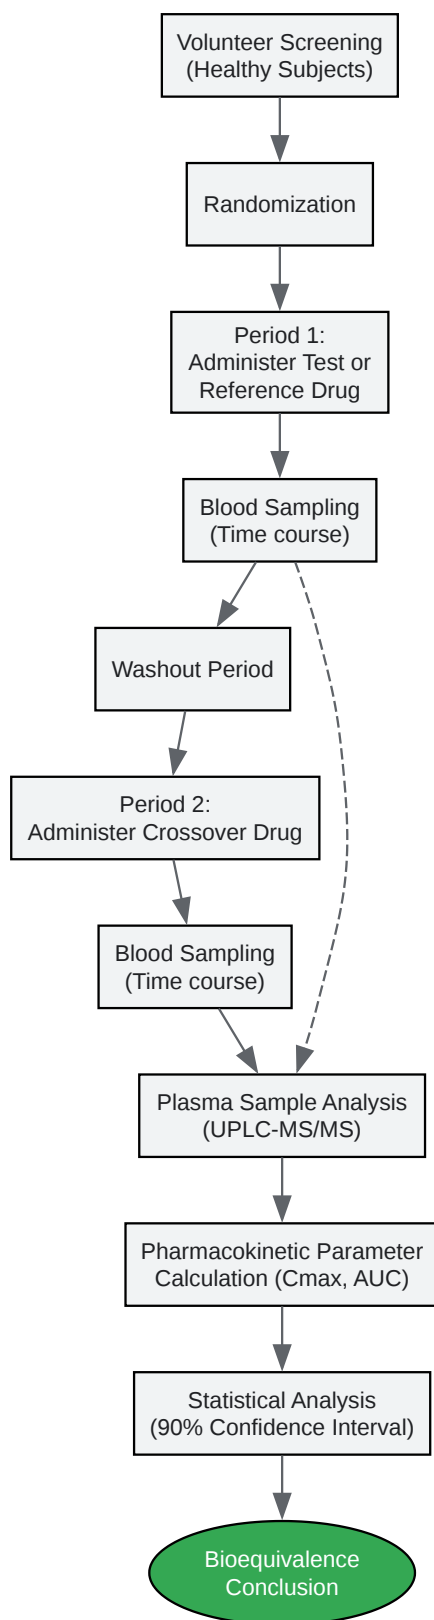 Volunteer Screening
(Healthy Subjects)
Randomization
Period 1:
Administer Test or
Reference Drug
Blood Sampling
(Time course)
Washout Period
Period 2:
Administer Crossover Drug
Blood Sampling
(Time course)
Plasma Sample Analysis
(UPLC-MS/MS)
Pharmacokinetic Parameter
Calculation (Cmax, AUC)
Statistical Analysis
(90% Confidence Interval)
Bioequivalence
Conclusion